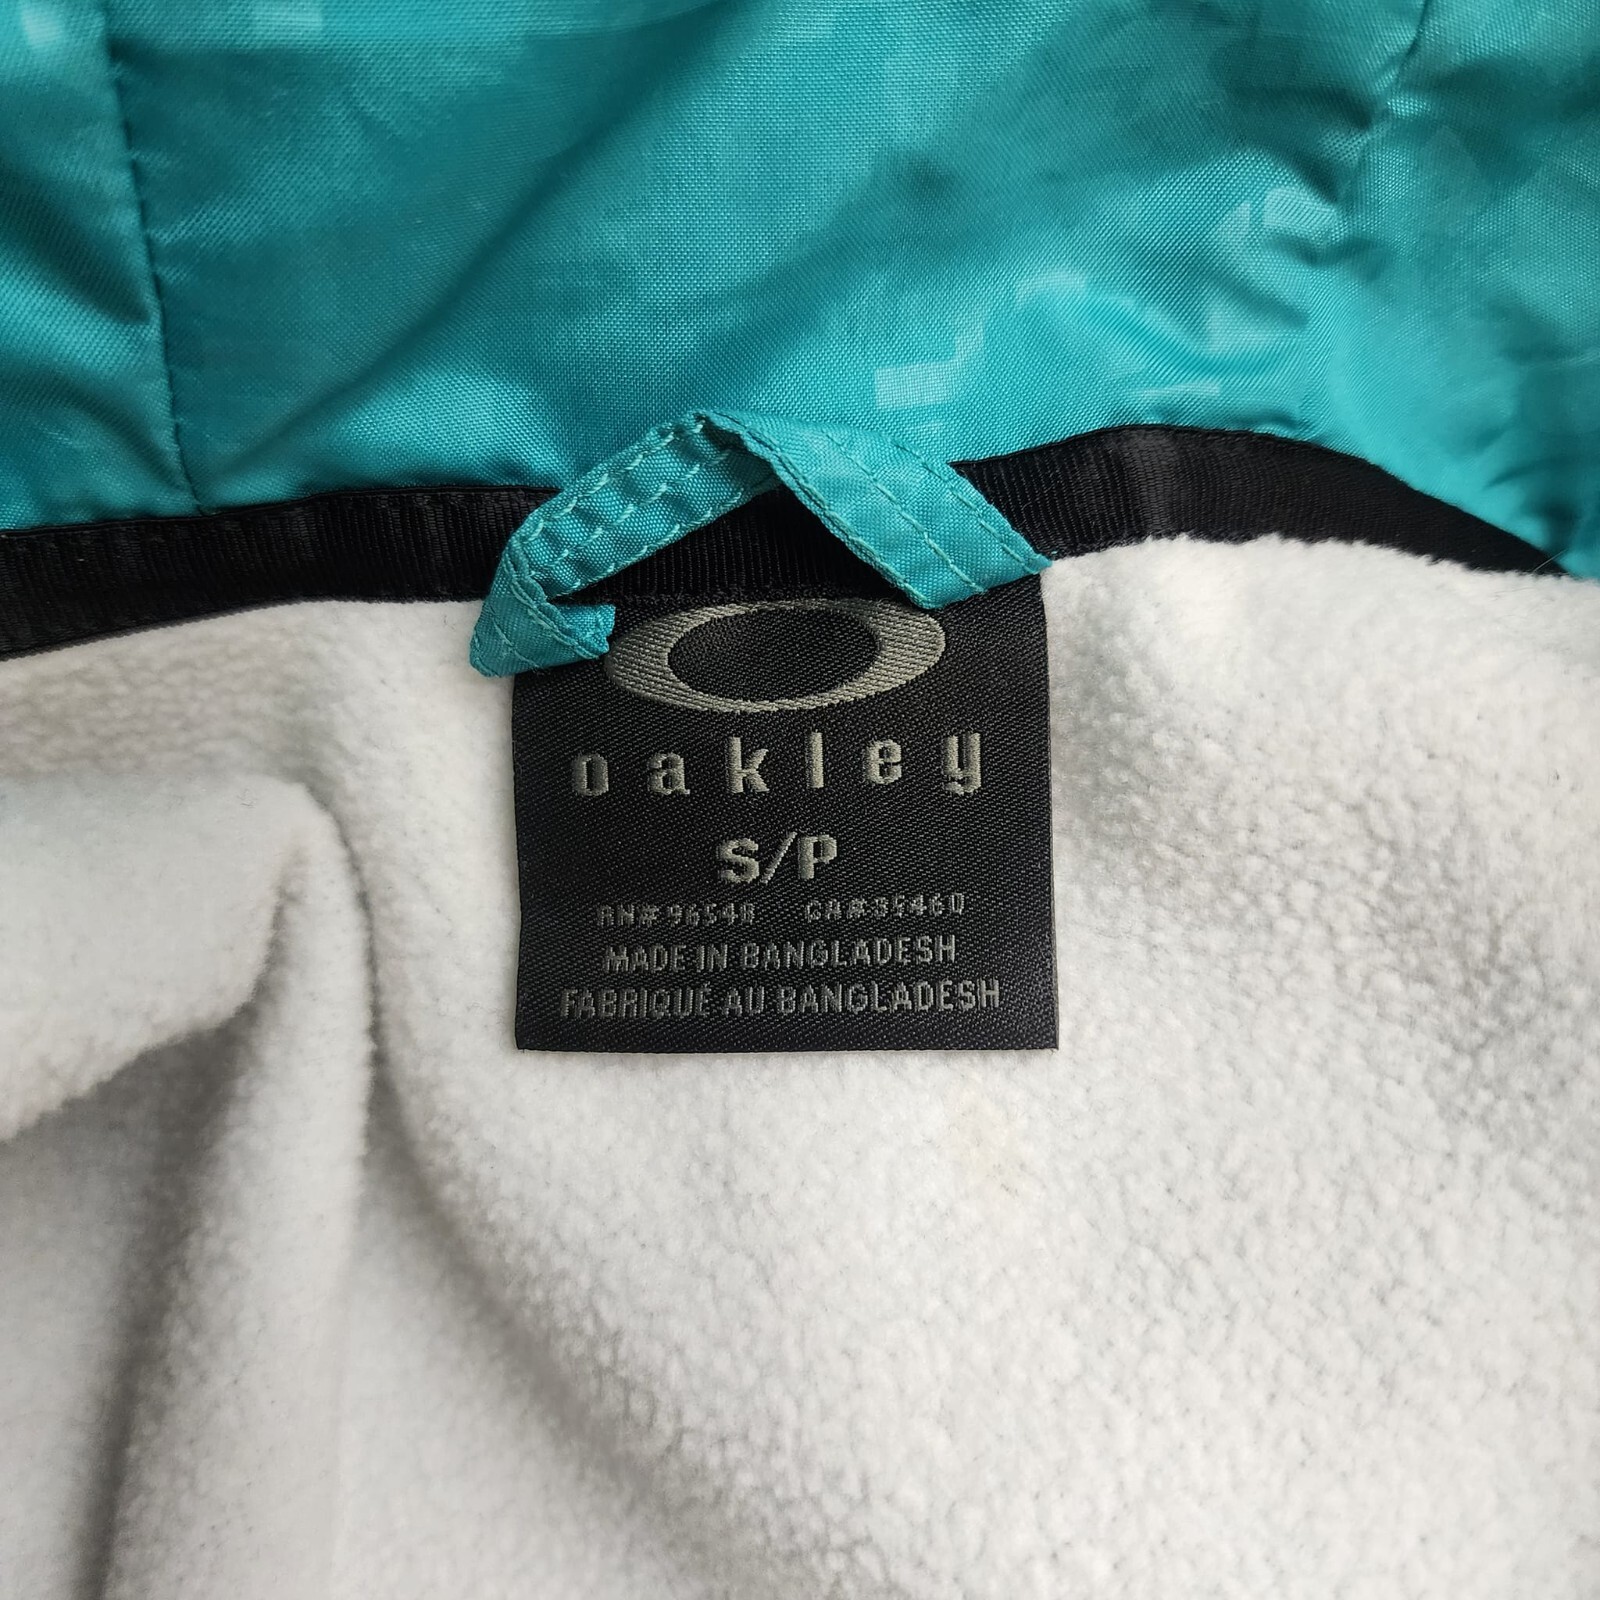 oakley
S/P
RN# 96548 CA#35460
MADE IN BANGLADESH
FABRIQUÉ AU BANGLADESH